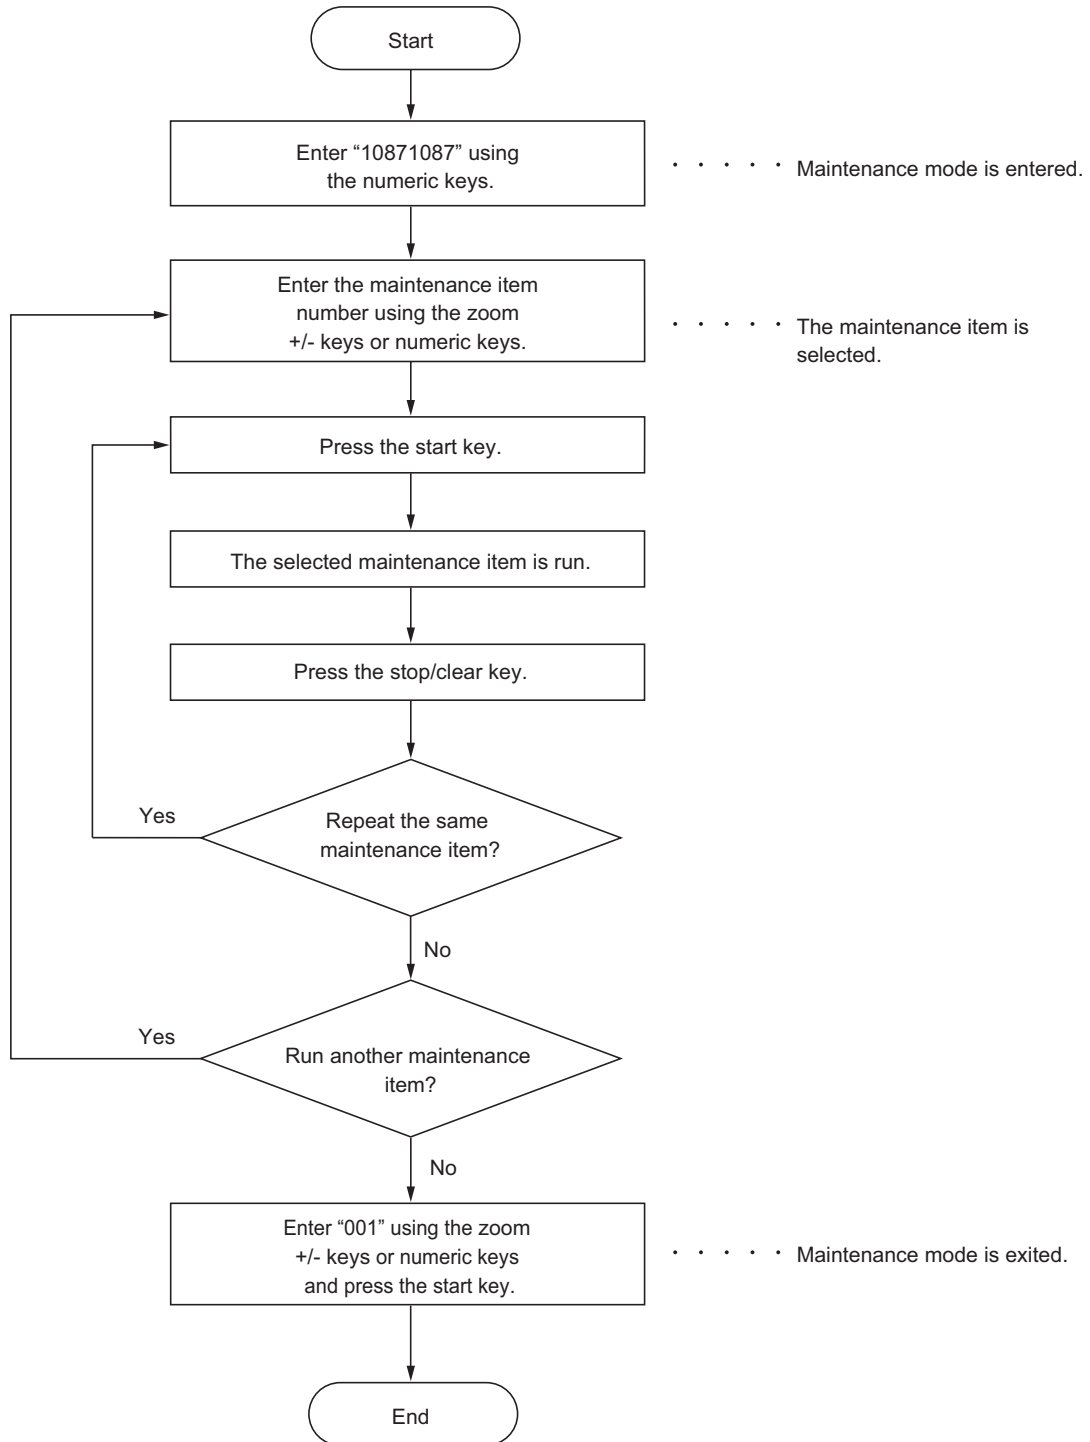 Start
Enter “10871087” using
the numeric keys.
Maintenance mode is entered.
Enter the maintenance item
number using the zoom
+/- keys or numeric keys.
The maintenance item is
selected.
Press the start key.
The selected maintenance item is run.
Press the stop/clear key.
Yes
Repeat the same
maintenance item?
No
Yes
Run another maintenance
item?
No
Enter “001” using the zoom
+/- keys or numeric keys
and press the start key.
Maintenance mode is exited.
End